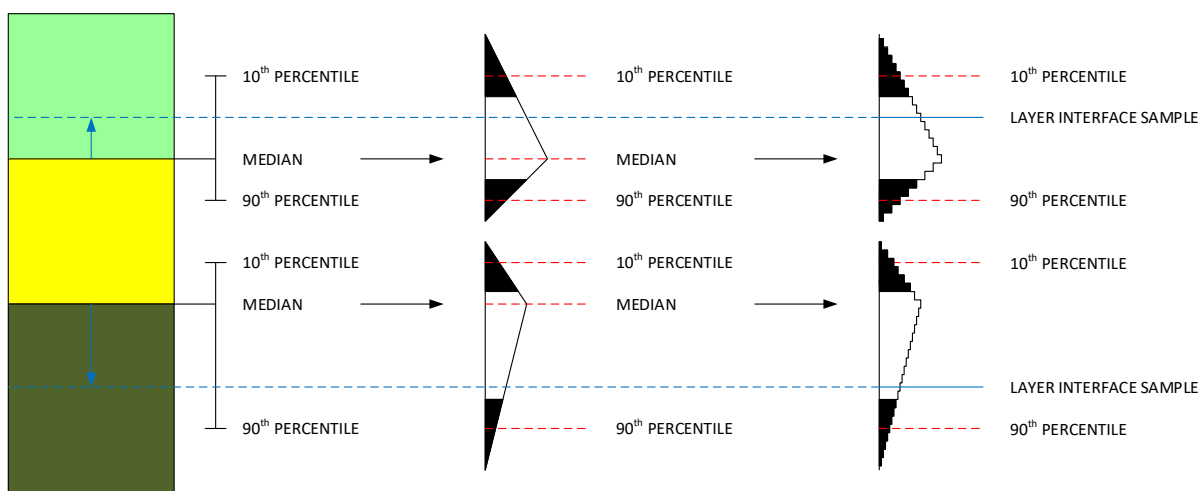 10th PERCENTILE 10th PERCENTILE 10th PERCENTILE
LAYER INTERFACE SAMPLE
MEDIAN MEDIAN
90th PERCENTILE 90th PERCENTILE 90th PERCENTILE
10th PERCENTILE 10th PERCENTILE 10th PERCENTILE
MEDIAN MEDIAN
LAYER INTERFACE SAMPLE
90th PERCENTILE 90th PERCENTILE 90th PERCENTILE